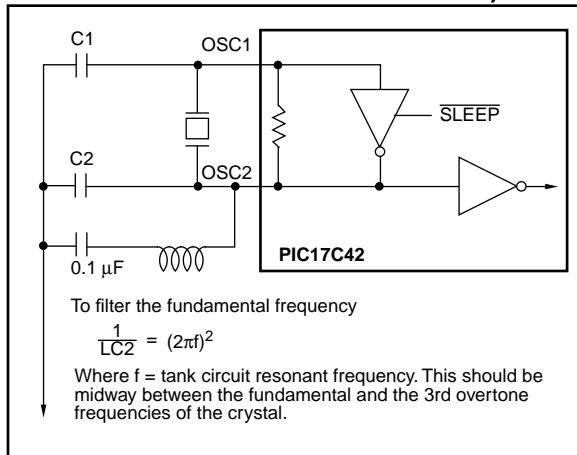 C1
OSC1
SLEEP
C2
OSC2
PIC17C42
0.1 μF
To filter the fundamental frequency
1
LC2 = (2πf)2
Where f = tank circuit resonant frequency. This should be
midway between the fundamental and the 3rd overtone
frequencies of the crystal.